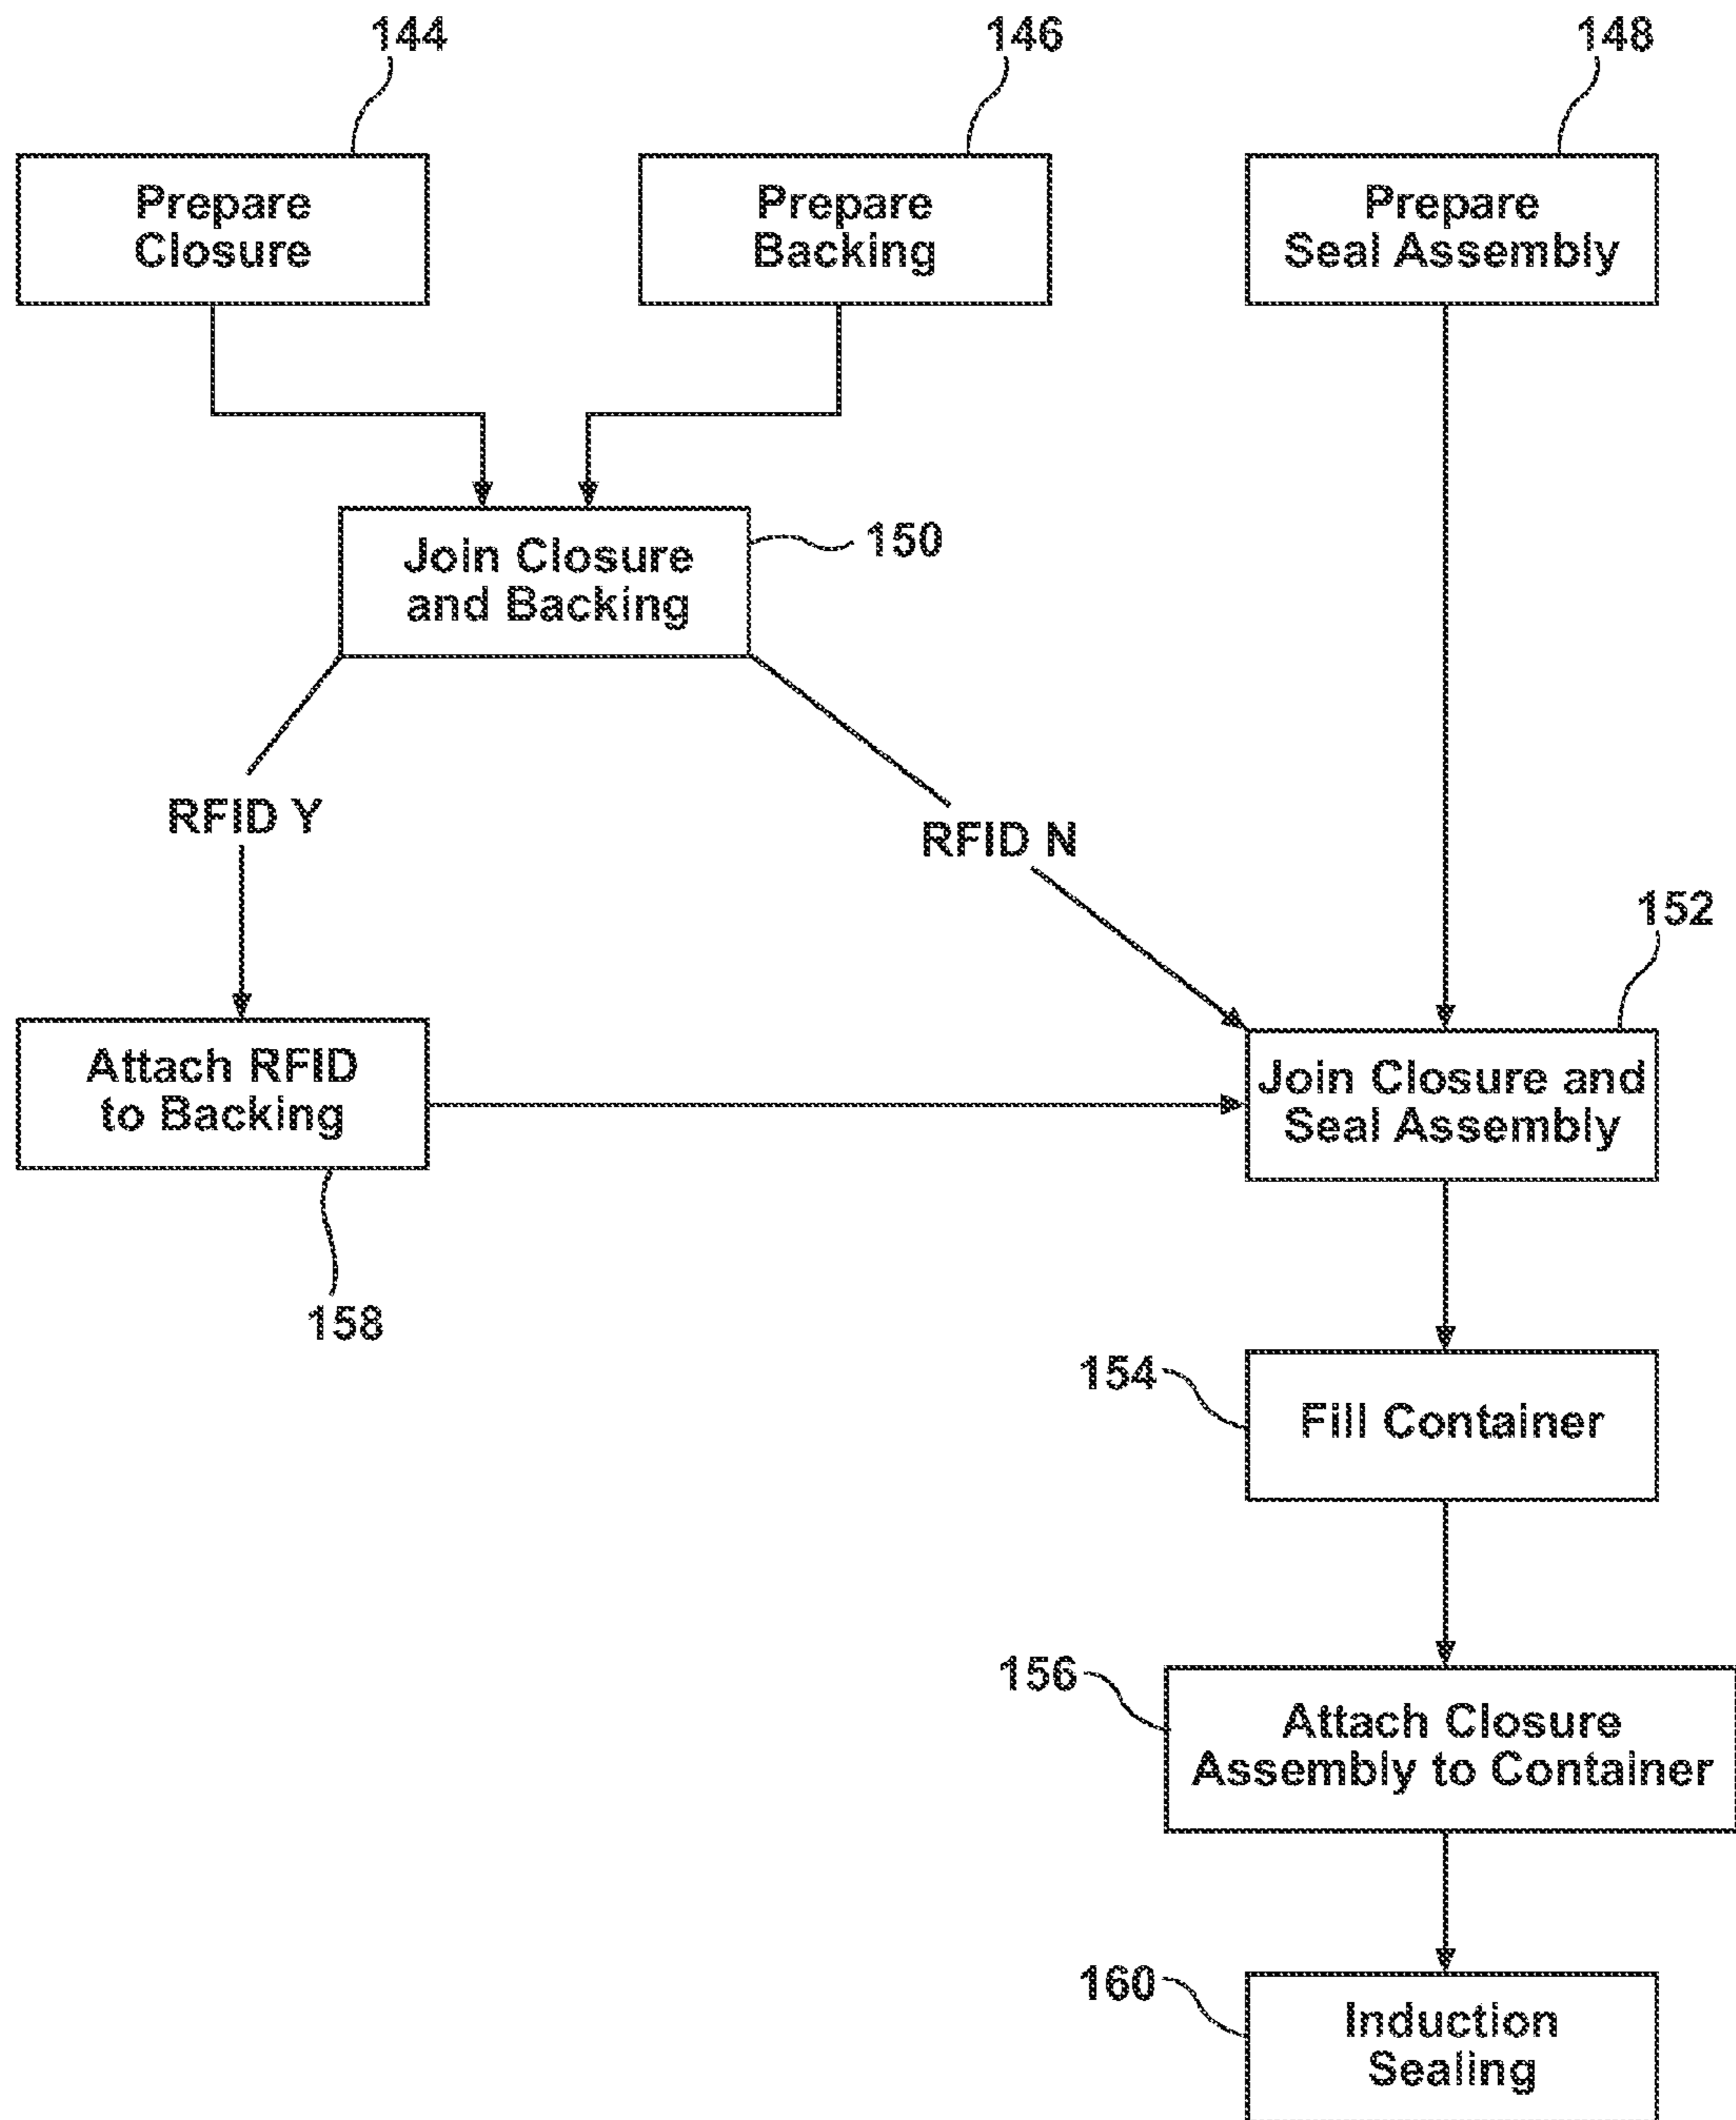 144
146
148
Prepare
Closure
Prepare
Backing
Prepare
Seal Assembly
Join Closure
and Backing
150
RFID Y
RFID N
152
Attach RFID
to Backing
Join Closure and
Seal Assembly
158
154
Fill Container
156
Attach Closure
Assembly to Container
160
Induction
Sealing